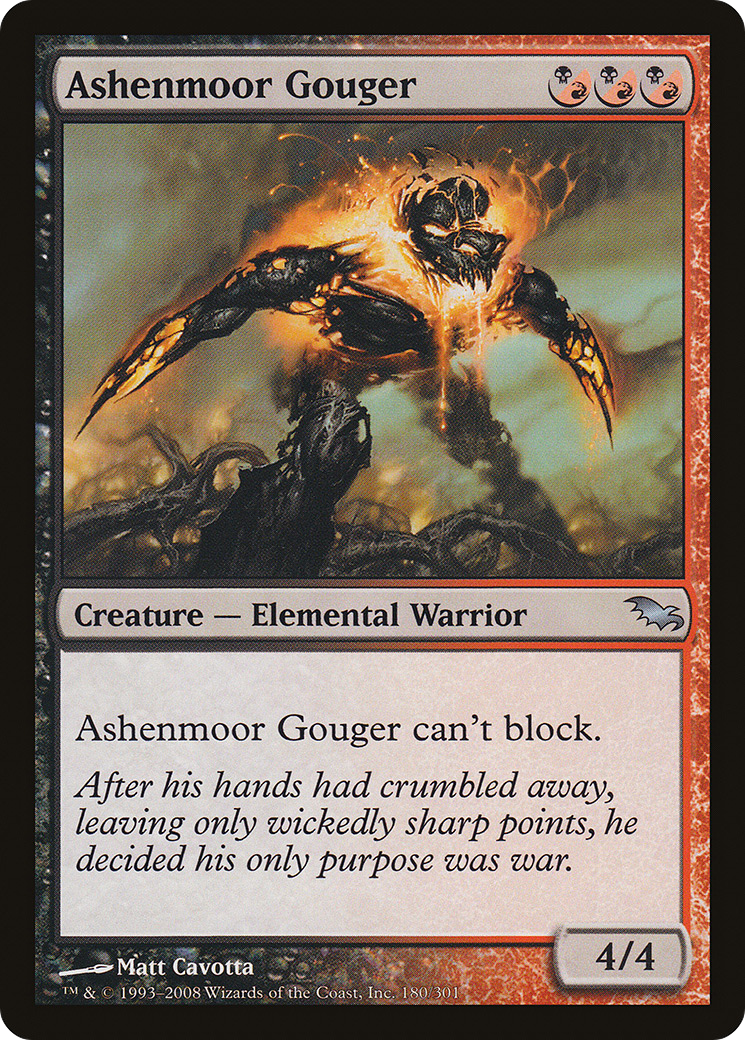 Ashenmoor Gouger
Creature — Elemental Warrior
Ashenmoor Gouger can't block.
After his hands had crumbled away,
leaving only wickedly sharp points, he
decided his only purpose was war.
4/4
Matt Cavotta
™ & © 1993–2008 Wizards of the Coast, Inc. 180/301